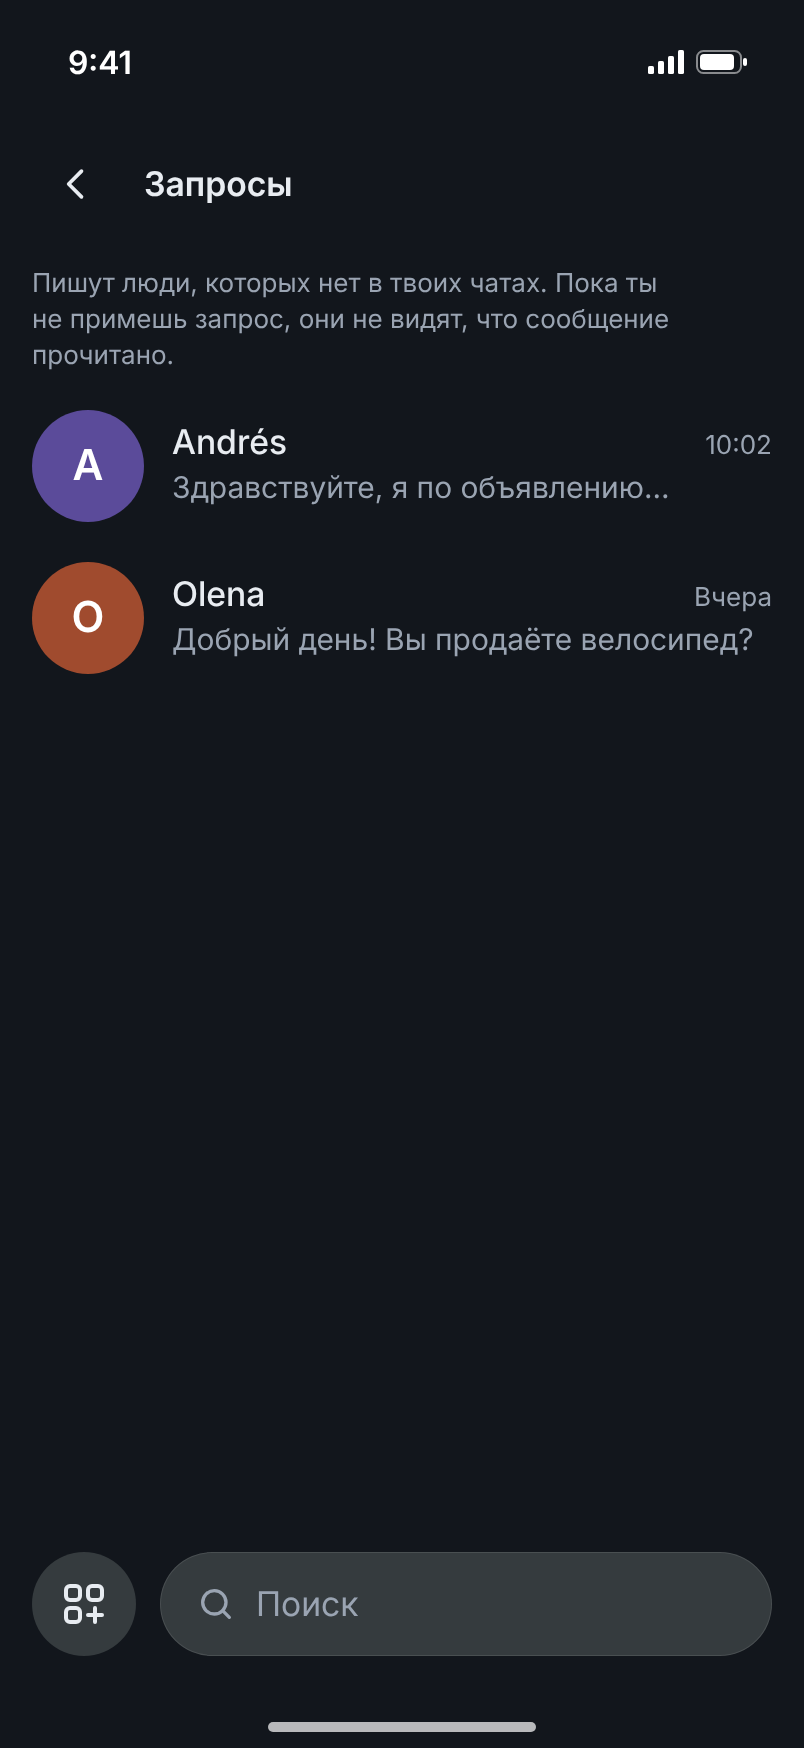 9:41
Запросы
Пишут люди, которых нет в твоих чатах. Пока ты
не примешь запрос, они не видят, что сообщение
прочитано.
A
Andrés
10:02
Здравствуйте, я по объявлению…
O
Olena
Вчера
Добрый день! Вы продаёте велосипед?
Поиск